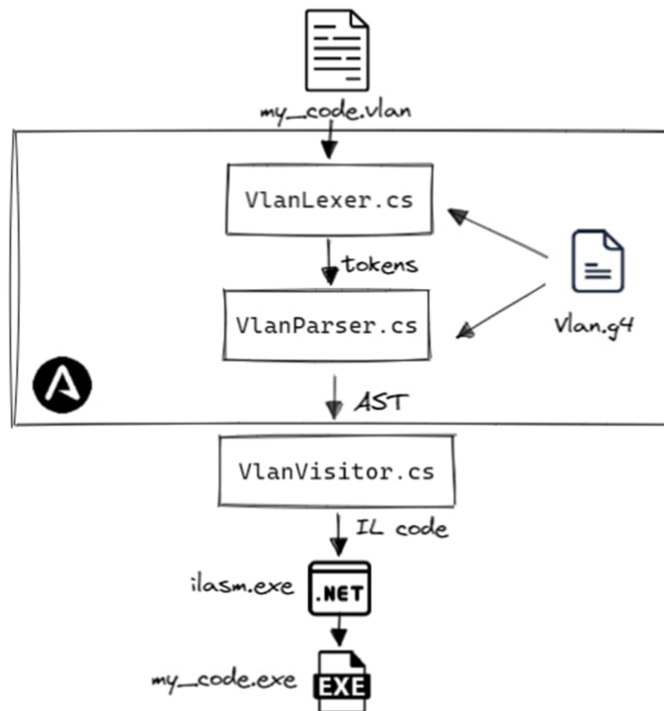 my_code.vlan
VlanLexer.cs
tokens
VlanParser.cs
Vlan.g4
AST
VlanVisitor.cs
IL code
ilasm.exe
.NET
my_code.exe
EXE